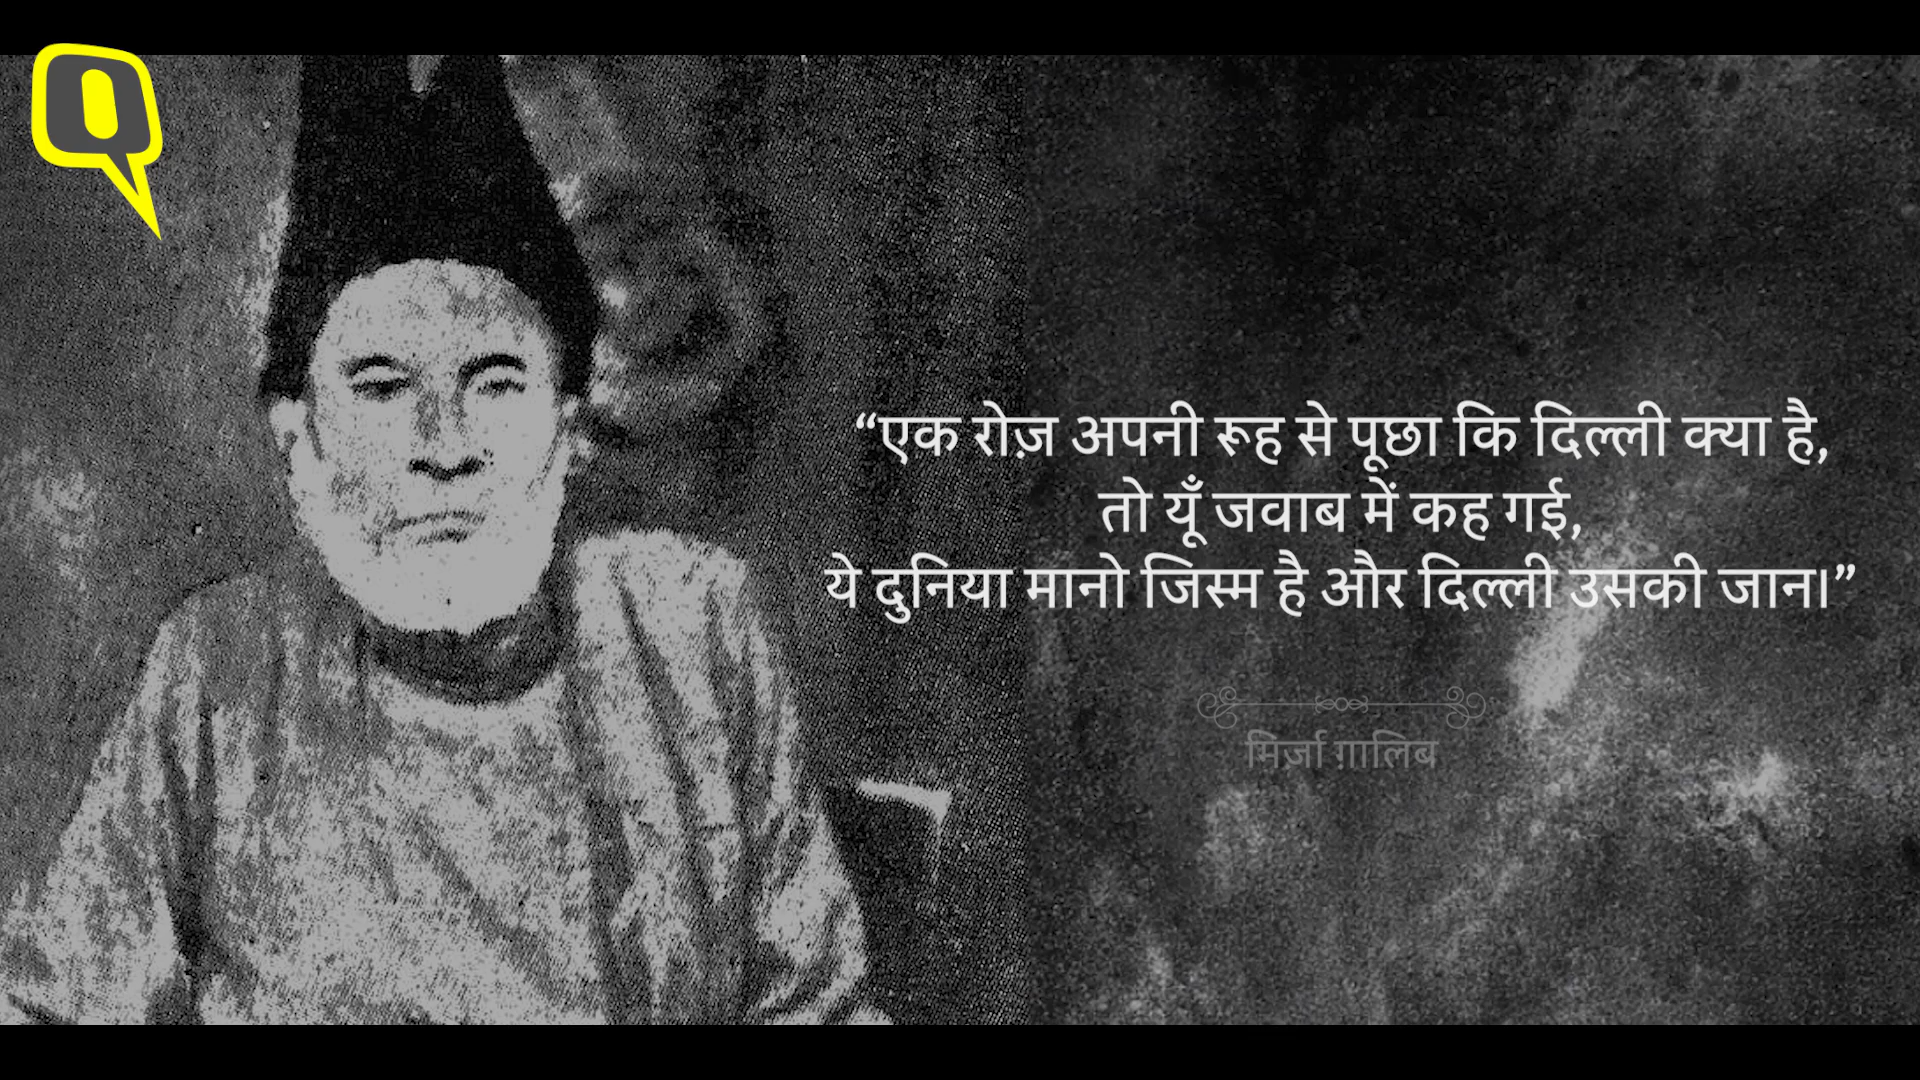 “एक रोज़ अपनी रूह से पूछा कि दिल्ली क्या है,
तो यूँ जवाब में कह गई,
ये दुनिया मानो जिस्म है और दिल्ली उसकी जान।”
मिर्ज़ा ग़ालिब